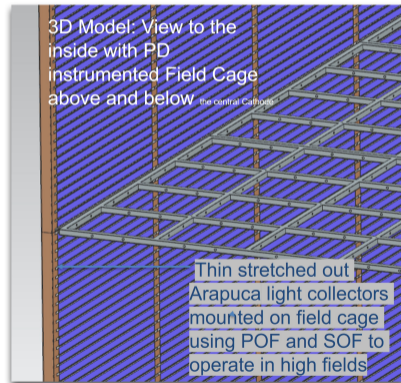 3D Model: View to the
inside with PD
instrumented Field Cage
above and below the central Cathode
Thin stretched out
Arapuca light collectors
mounted on field cage
using POF and SOF to
operate in high fields